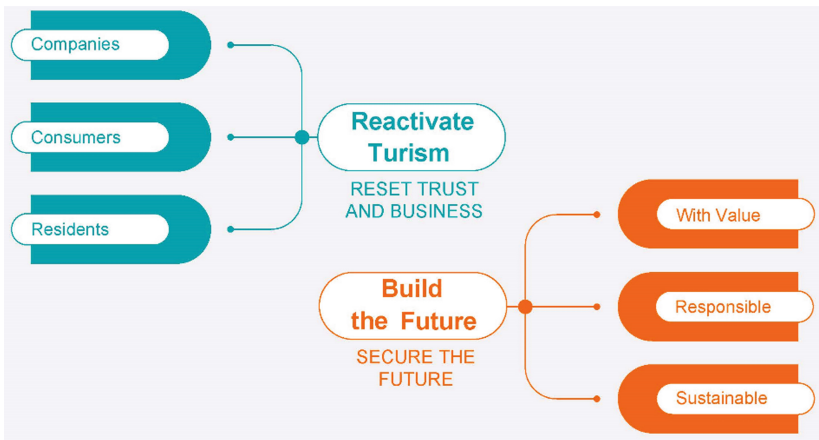 Companies
Consumers
Residents
Reactivate
Turism
RESET TRUST
AND BUSINESS
Build
the Future
SECURE THE
FUTURE
With Value
Responsible
Sustainable